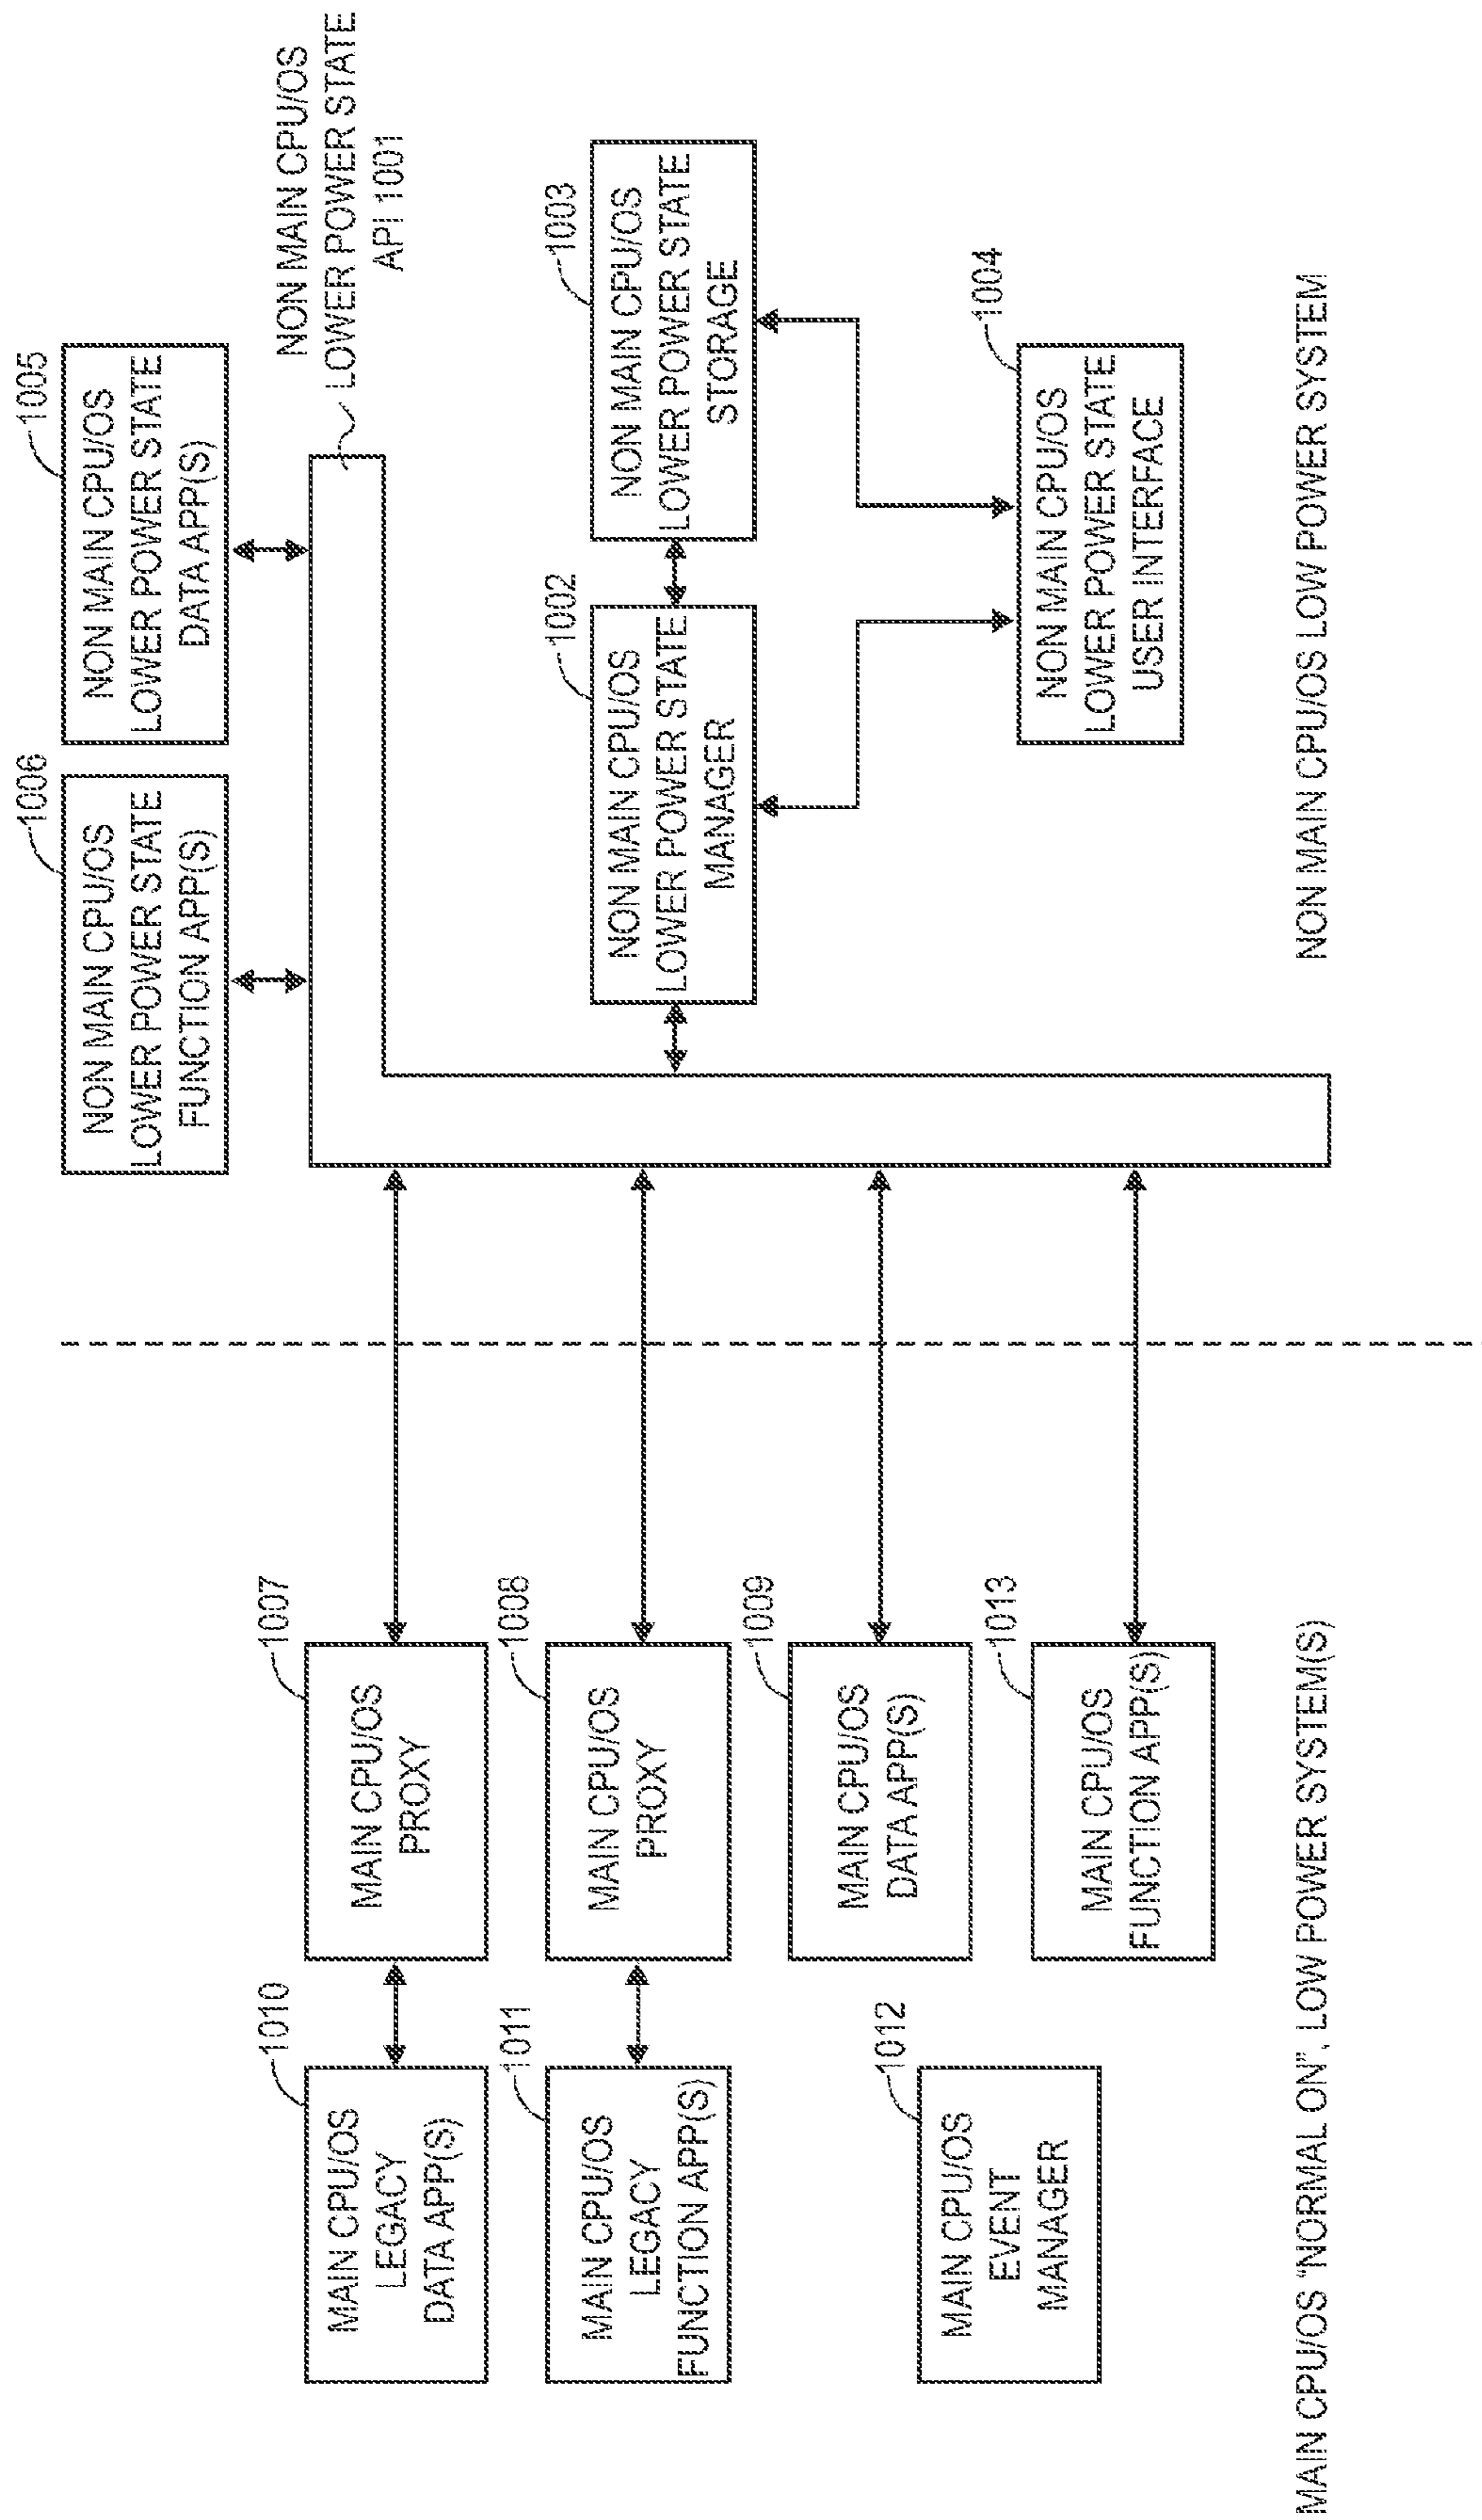 1010
MAIN CPU/OS
LEGACY
DATA APP(S)
1011
MAIN CPU/OS
LEGACY
FUNCTION APP(S)
1012
MAIN CPU/OS
EVENT
MANAGER
1007
MAIN CPU/OS
PROXY
1008
MAIN CPU/OS
PROXY
1009
MAIN CPU/OS
DATA APP(S)
1013
MAIN CPU/OS
FUNCTION APP(S)
MAIN CPU/OS "NORMAL ON", LOW POWER SYSTEM(S)
1006
NON MAIN CPU/OS
LOWER POWER STATE
FUNCTION APP(S)
1005
NON MAIN CPU/OS
LOWER POWER STATE
DATA APP(S)
NON MAIN CPU/OS
LOWER POWER STATE
API 1001
1002
NON MAIN CPU/OS
LOWER POWER STATE
MANAGER
1003
NON MAIN CPU/OS
LOWER POWER STATE
STORAGE
1004
NON MAIN CPU/OS
LOWER POWER STATE
USER INTERFACE
NON MAIN CPU/OS LOW POWER SYSTEM